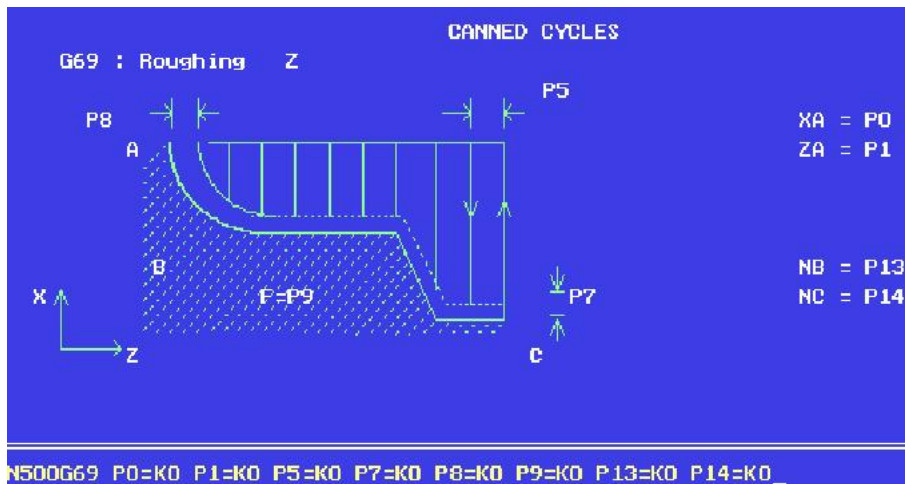 CANNED CYCLES
G69 : Roughing Z
P5
P8
XA = P0
A
ZA = P1
B
NB = P13
X
F=P9
P7
NC = P14
Z
C
N500G69 P0=K0 P1=K0 P5=K0 P7=K0 P8=K0 P9=K0 P13=K0 P14=K0_